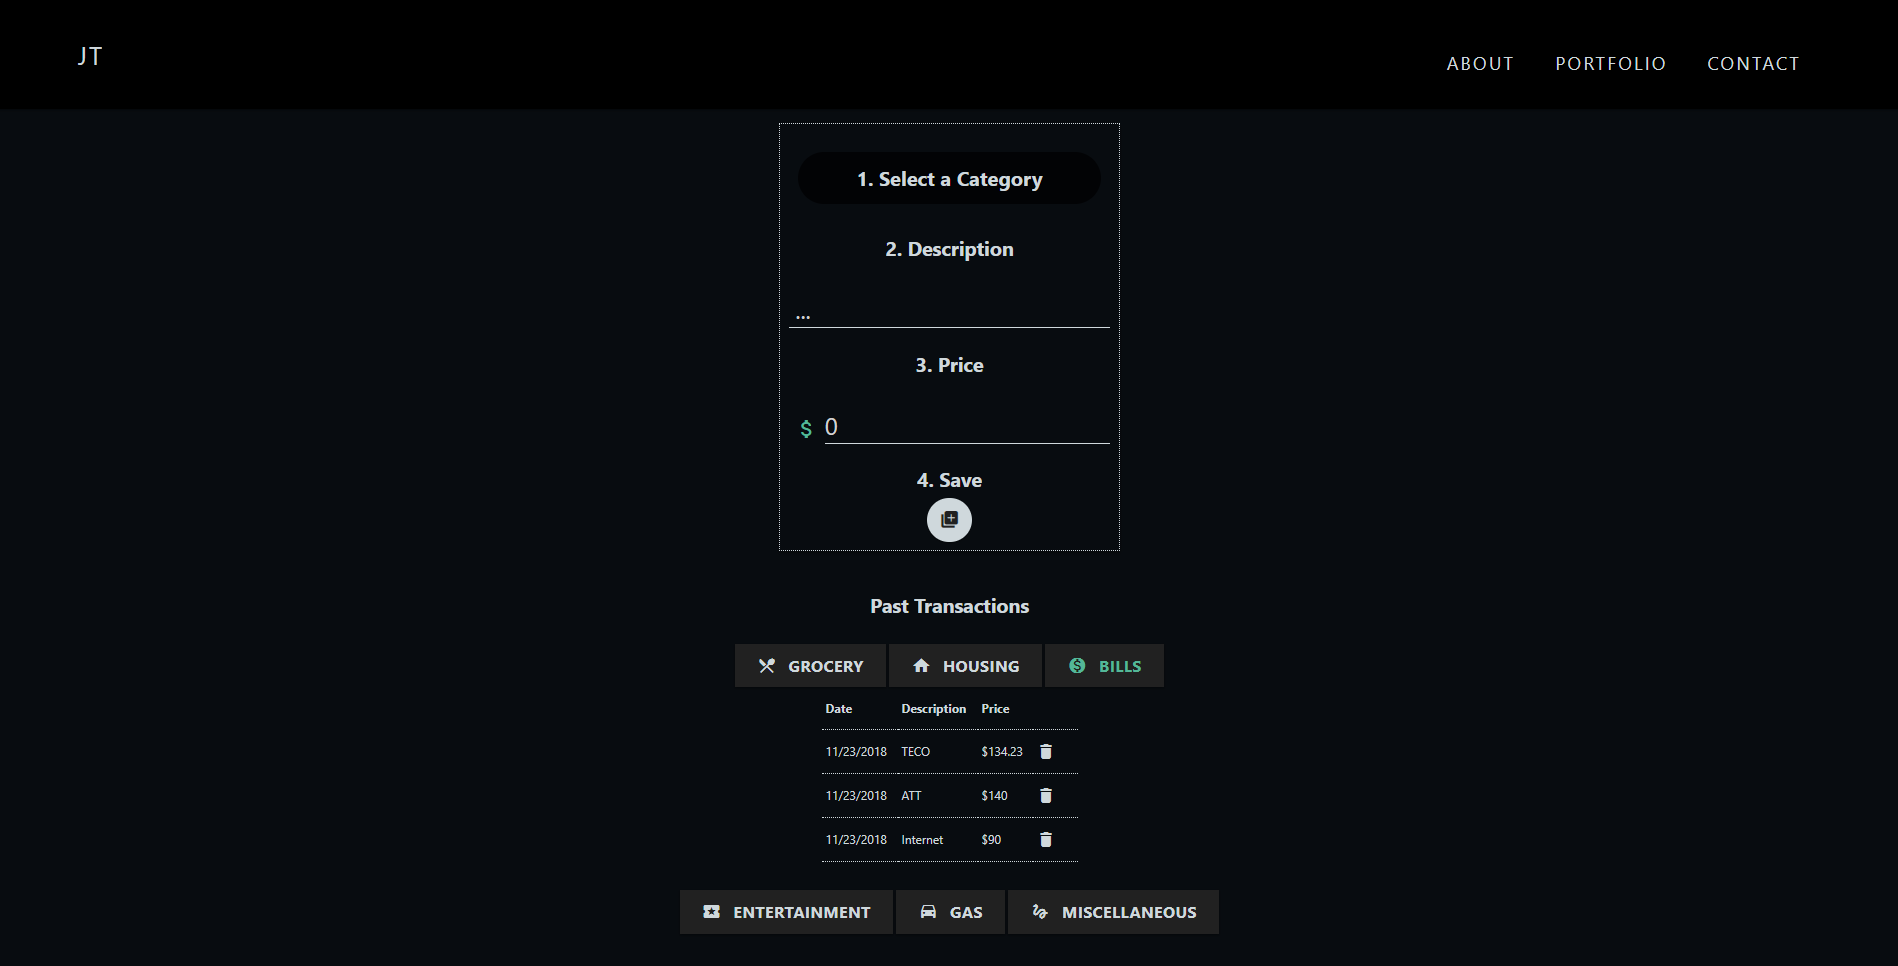 JT
ABOUT PORTFOLIO CONTACT
1. Select a Category
2. Description
...
3. Price
$ 0
4. Save
Past Transactions
GROCERY HOUSING BILLS
Date Description Price
11/23/2018 TECO $134.23
11/23/2018 ATT $140
11/23/2018 Internet $90
ENTERTAINMENT GAS MISCELLANEOUS